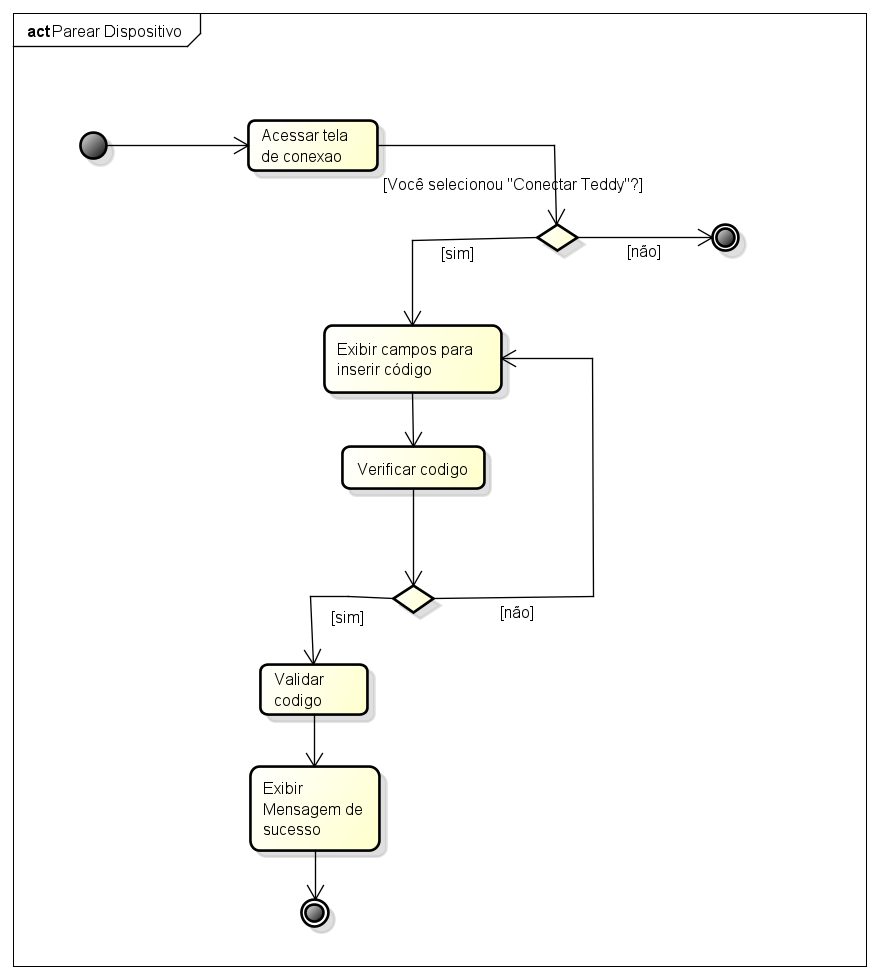 act Parear Dispositivo
Acessar tela
de conexao
[Você selecionou "Conectar Teddy"?]
[sim]
[não]
Exibir campos para
inserir código
Verificar codigo
[sim]
[não]
Validar
codigo
Exibir
Mensagem de
sucesso